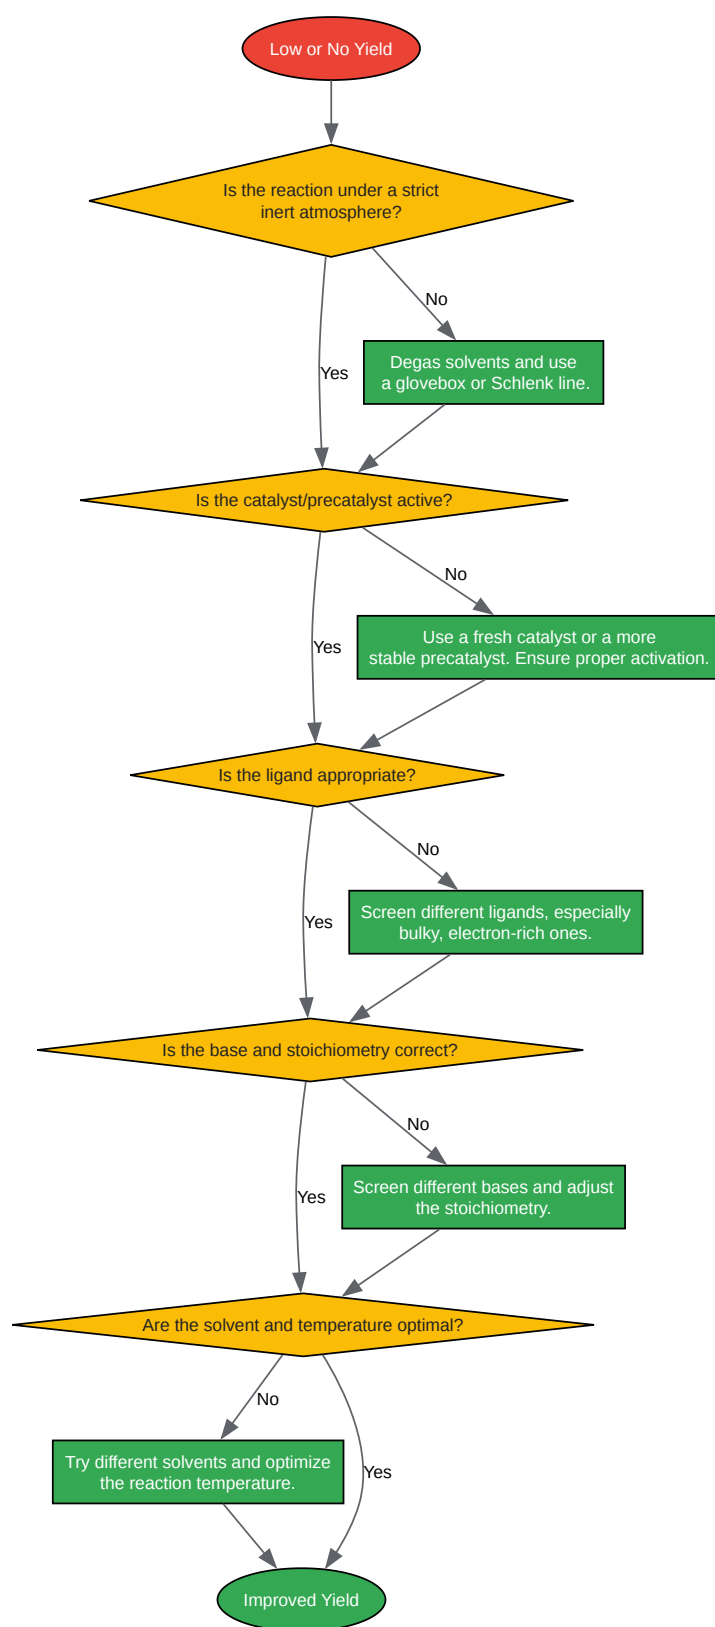 Low or No Yield
Is the reaction under a strict
inert atmosphere?
No
Degas solvents and use
a glovebox or Schlenk line.
Yes
Is the catalyst/precatalyst active?
No
Use a fresh catalyst or a more
stable precatalyst. Ensure proper activation.
Yes
Is the ligand appropriate?
No
Screen different ligands, especially
bulky, electron-rich ones.
Yes
Is the base and stoichiometry correct?
No
Screen different bases and adjust
the stoichiometry.
Yes
Are the solvent and temperature optimal?
No
Try different solvents and optimize
the reaction temperature.
Yes
Improved Yield